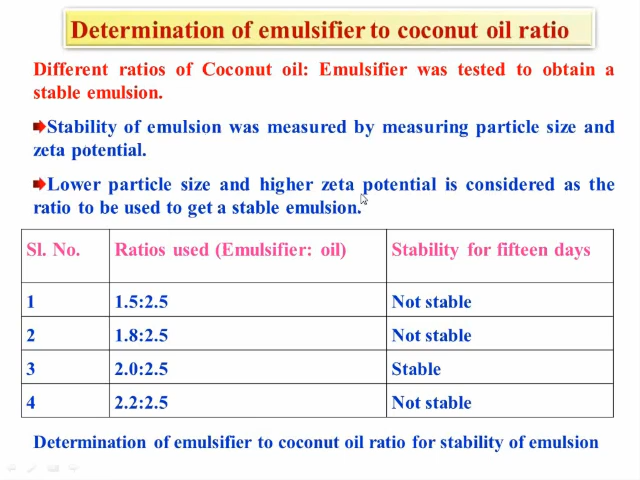 Determination of emulsifier to coconut oil ratio
Different ratios of Coconut oil: Emulsifier was tested to obtain a
stable emulsion.
Stability of emulsion was measured by measuring particle size and
zeta potential.
Lower particle size and higher zeta potential is considered as the
ratio to be used to get a stable emulsion.
Sl. No. Ratios used (Emulsifier: oil) Stability for fifteen days
1 1.5:2.5 Not stable
2 1.8:2.5 Not stable
3 2.0:2.5 Stable
4 2.2:2.5 Not stable
Determination of emulsifier to coconut oil ratio for stability of emulsion